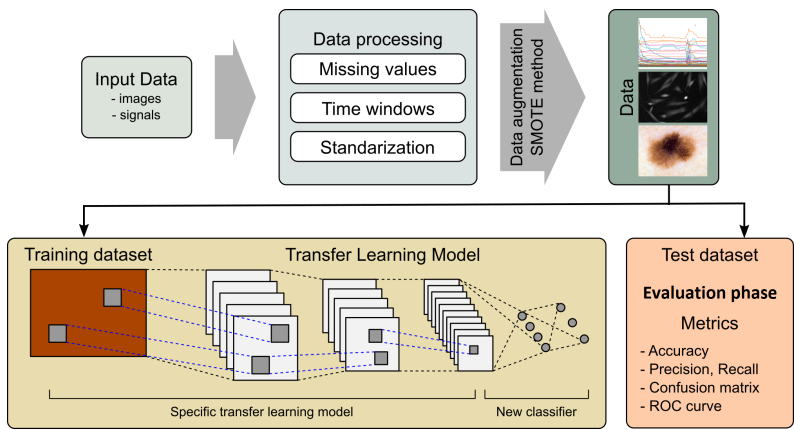 Input Data
- images
- signals
Data processing
Missing values
Time windows
Standarization
Data augmentation
SMOTE method
Data
Training dataset
Transfer Learning Model
Specific transfer learning model
New classifier
Test dataset
Evaluation phase
Metrics
- Accuracy
- Precision, Recall
- Confusion matrix
- ROC curve